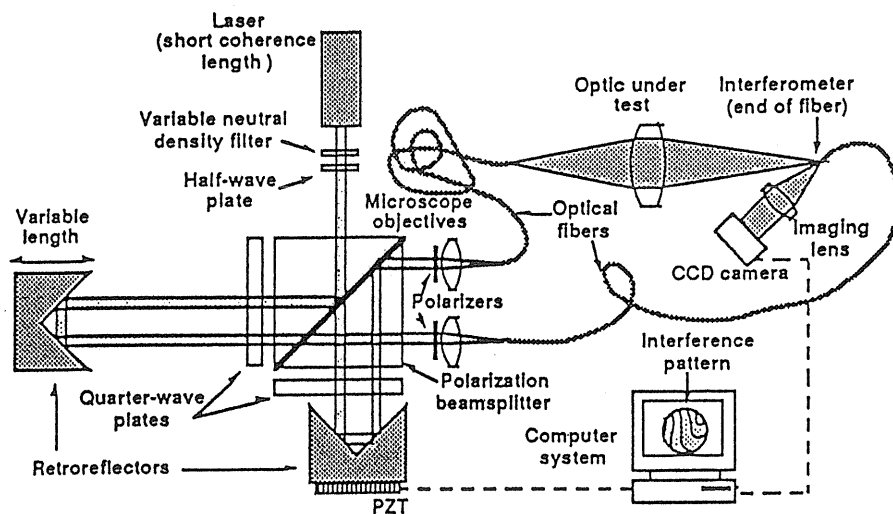 Laser
(short coherence
length)
Variable neutral
density filter
Half-wave
plate
Optic under
test
Interferometer
(end of fiber)
Variable
length
Microscope
objectives
Optical
fibers
Imaging
lens
CCD camera
Polarizers
Interference
pattern
Quarter-wave
plates
Polarization
beamsplitter
Computer
system
Retroreflectors
PZT